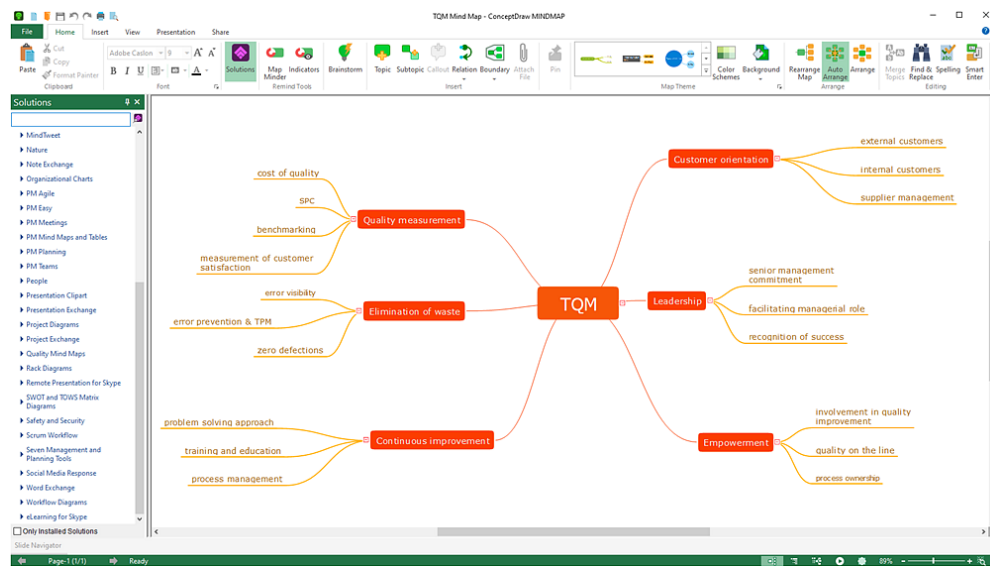 TQM Mind Map - ConceptDraw MINDMAP
File Home Insert View Presentation Share
Paste
Cut
Copy
Format Painter
Clipboard
Adobe Caslon 9
B I U A
Font
Solutions
Map Minder
Indicators
Remind Tools
Brainstorm
Topic Subtopic Callout Relation Boundary Attach File
Insert
Pin
Map Theme
Color Schemes
Background
Rearrange Map
Auto Arrange
Arrange
Arrange
Merge Topics
Find & Replace
Spelling
Smart Enter
Editing
Solutions
MindTweet
Nature
Note Exchange
Organizational Charts
PM Agile
PM Easy
PM Meetings
PM Mind Maps and Tables
PM Planning
PM Teams
People
Presentation Clipart
Presentation Exchange
Project Diagrams
Project Exchange
Quality Mind Maps
Rack Diagrams
Remote Presentation for Skype
SWOT and TOWS Matrix
Diagrams
Safety and Security
Scrum Workflow
Seven Management and
Planning Tools
Social Media Response
Word Exchange
Workflow Diagrams
eLearning for Skype
Only Installed Solutions
Slide Navigator
TQM
Quality measurement
cost of quality
SPC
benchmarking
measurement of customer
satisfaction
Elimination of waste
error visibility
error prevention & TPM
zero defections
Continuous improvement
problem solving approach
training and education
process management
Customer orientation
external customers
internal customers
supplier management
Leadership
senior management
commitment
facilitating managerial role
recognition of success
Empowerment
involvement in quality
improvement
quality on the line
process ownership
Page-1 (1/1) Ready 89%